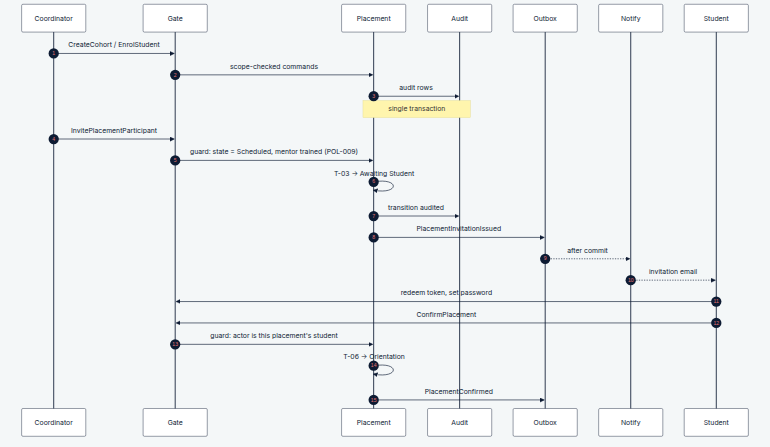 Coordinator
Gate
Placement
Audit
Outbox
Notify
Student
CreateCohort / EnrolStudent
scope-checked commands
audit rows
single transaction
InvitePlacementParticipant
guard: state = Scheduled, mentor trained (POL-009)
T-03 → Awaiting Student
transition audited
PlacementInvitationIssued
after commit
invitation email
redeem token, set password
ConfirmPlacement
guard: actor is this placement's student
T-06 → Orientation
PlacementConfirmed
Coordinator
Gate
Placement
Audit
Outbox
Notify
Student